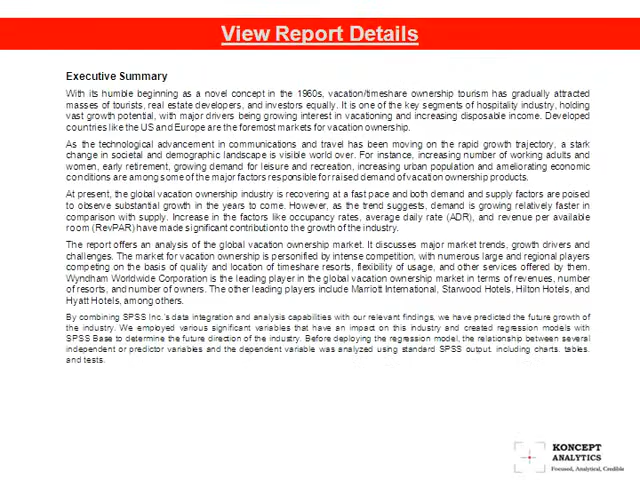 View Report Details
Executive Summary
With its humble beginning as a novel concept in the 1960s, vacation/timeshare ownership tourism has gradually attracted
masses of tourists, real estate developers, and investors equally. It is one of the key segments of hospitality industry, holding
vast growth potential, with major drivers being growing interest in vacationing and increasing disposable income. Developed
countries like the US and Europe are the foremost markets for vacation ownership.
As the technological advancement in communications and travel has been moving on the rapid growth trajectory, a stark
change in societal and demographic landscape is visible world over. For instance, increasing number of working adults and
women, early retirement, growing demand for leisure and recreation, increasing urban population and ameliorating economic
conditions are among some of the major factors responsible for raised demand of vacation ownership products.
At present, the global vacation ownership industry is recovering at a fast pace and both demand and supply factors are poised
to observe substantial growth in the years to come. However, as the trend suggests, demand is growing relatively faster in
comparison with supply. Increase in the factors like occupancy rates, average daily rate (ADR), and revenue per available
room (RevPAR) have made significant contribution to the growth of the industry.
The report offers an analysis of the global vacation ownership market. It discusses major market trends, growth drivers and
challenges. The market for vacation ownership is personified by intense competition, with numerous large and regional players
competing on the basis of quality and location of timeshare resorts, flexibility of usage, and other services offered by them.
Wyndham Worldwide Corporation is the leading player in the global vacation ownership market in terms of revenues, number
of resorts, and number of owners. The other leading players include Marriott International, Starwood Hotels, Hilton Hotels, and
Hyatt Hotels, among others.
By combining SPSS Inc.'s data integration and analysis capabilities with our relevant findings, we have predicted the future growth of
the industry. We employed various significant variables that have an impact on this industry and created regression models with
SPSS Base to determine the future direction of the industry. Before deploying the regression model, the relationship between several
independent or predictor variables and the dependent variable was analyzed using standard SPSS output, including charts, tables,
and tests.
KONCEPT
ANALYTICS
Focused, Analytical, Credible